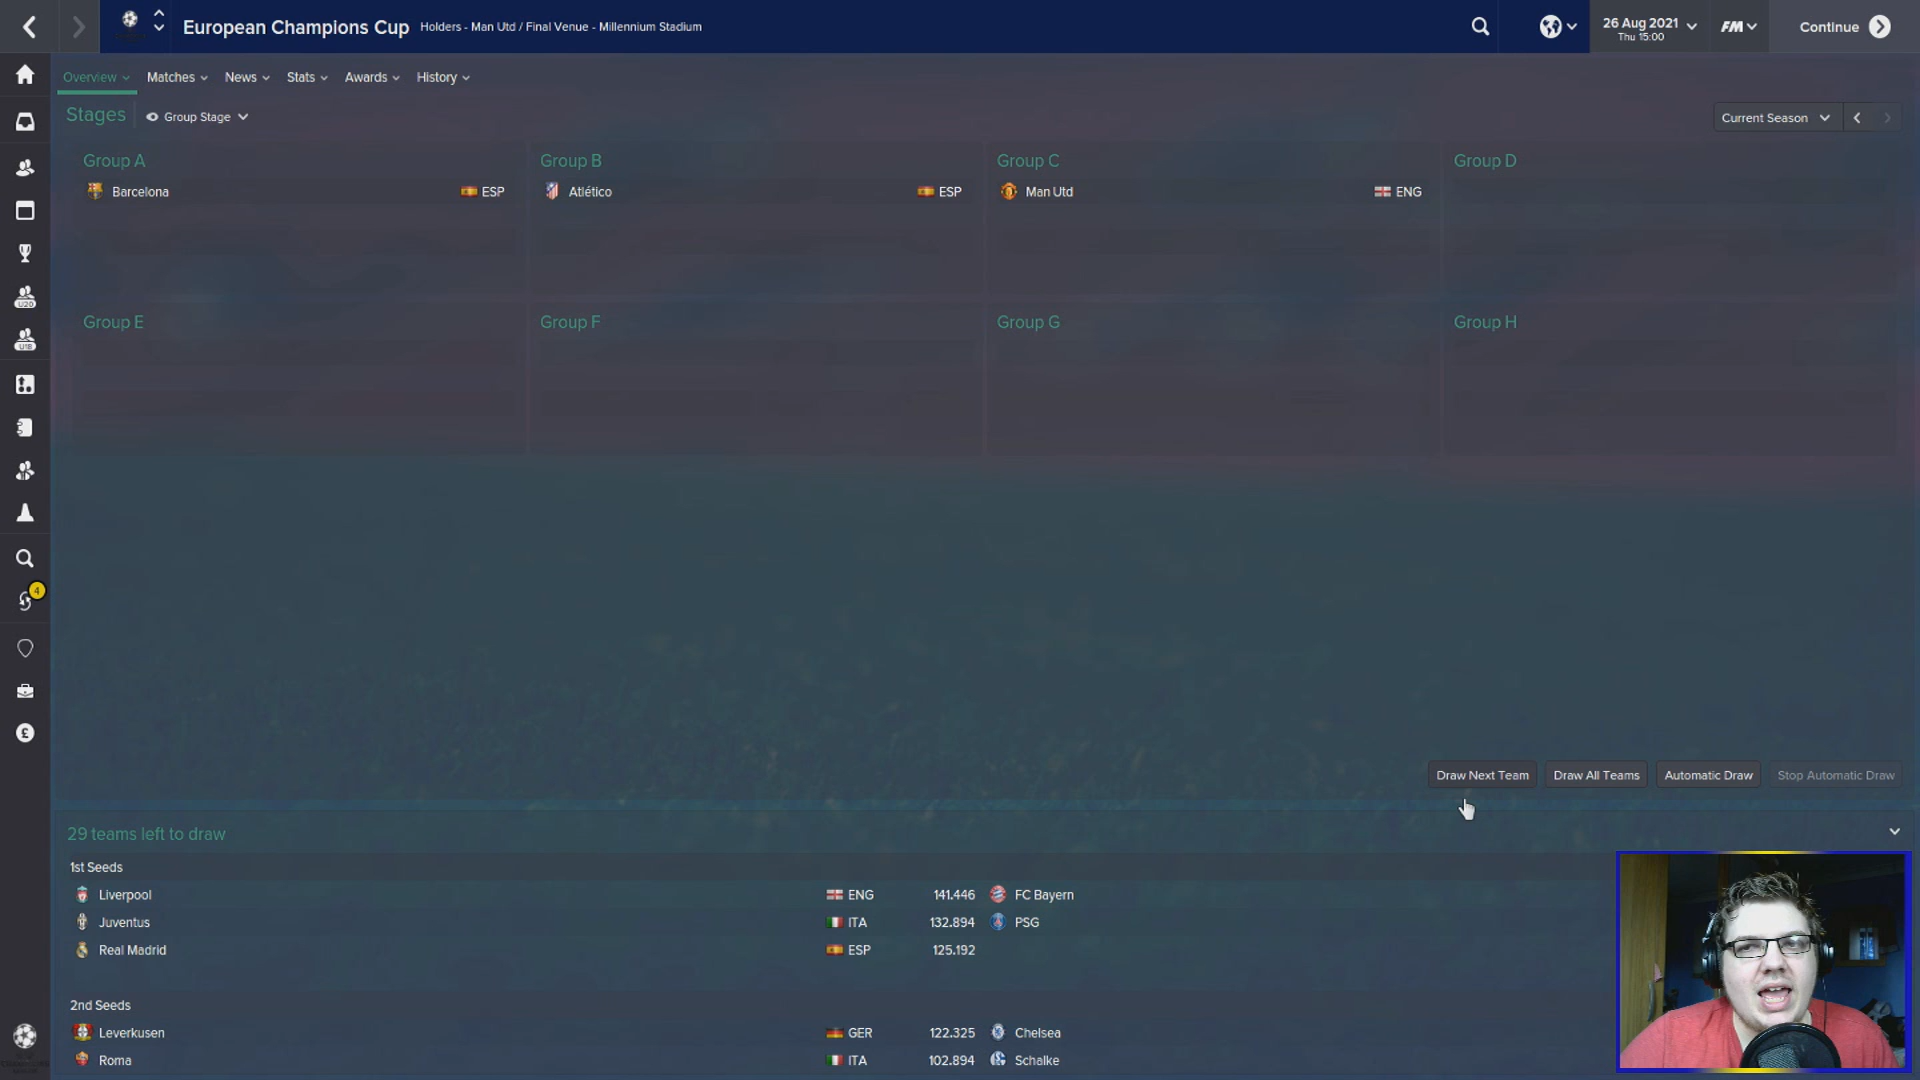 European Champions Cup Holders - Man Utd / Final Venue - Millennium Stadium
26 Aug 2021
Thu 15:00
FM
Continue
Overview Matches News Stats Awards History
Stages Group Stage
Current Season
Group A Group B Group C Group D
Barcelona ESP Atlético ESP Man Utd ENG
Group E Group F Group G Group H
U20
U18
4
Draw Next Team Draw All Teams Automatic Draw Stop Automatic Draw
29 teams left to draw
1st Seeds
Liverpool ENG 141.446 FC Bayern
Juventus ITA 132.894 PSG
Real Madrid ESP 125.192
2nd Seeds
Leverkusen GER 122.325 Chelsea
Roma ITA 102.894 Schalke